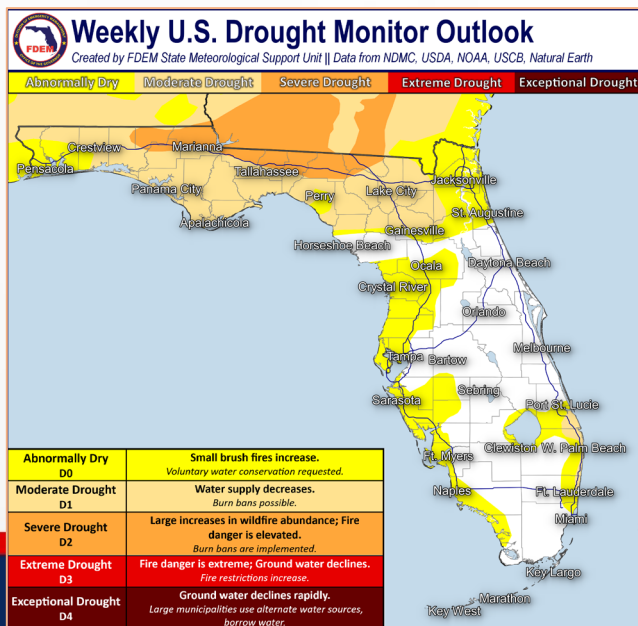 Weekly U.S. Drought Monitor Outlook
FDEM
Created by FDEM State Meteorological Support Unit || Data from NDMC, USDA, NOAA, USCB, Natural Earth
Abnormally Dry Moderate Drought Severe Drought Extreme Drought Exceptional Drought
Crestview
Marianna
Pensacola
Tallahassee
Jacksonville
Panama City
Perry
Lake City
Apalachicola
St. Augustine
Gainesville
Horseshoe Beach
Ocala
Daytona Beach
Crystal River
Orlando
Melbourne
Tampa
Bartow
Sebring
Sarasota
Port St. Lucie
Clewiston
W. Palm Beach
Ft. Myers
Naples
Ft. Lauderdale
Miami
Key Largo
Marathon
Key West
Abnormally Dry
D0
Small brush fires increase.
Voluntary water conservation requested.
Moderate Drought
D1
Water supply decreases.
Burn bans possible.
Severe Drought
D2
Large increases in wildfire abundance; Fire
danger is elevated.
Burn bans are implemented.
Extreme Drought
D3
Fire danger is extreme; Ground water declines.
Fire restrictions increase.
Exceptional Drought
D4
Ground water declines rapidly.
Large municipalities use alternate water sources,
borrow water.